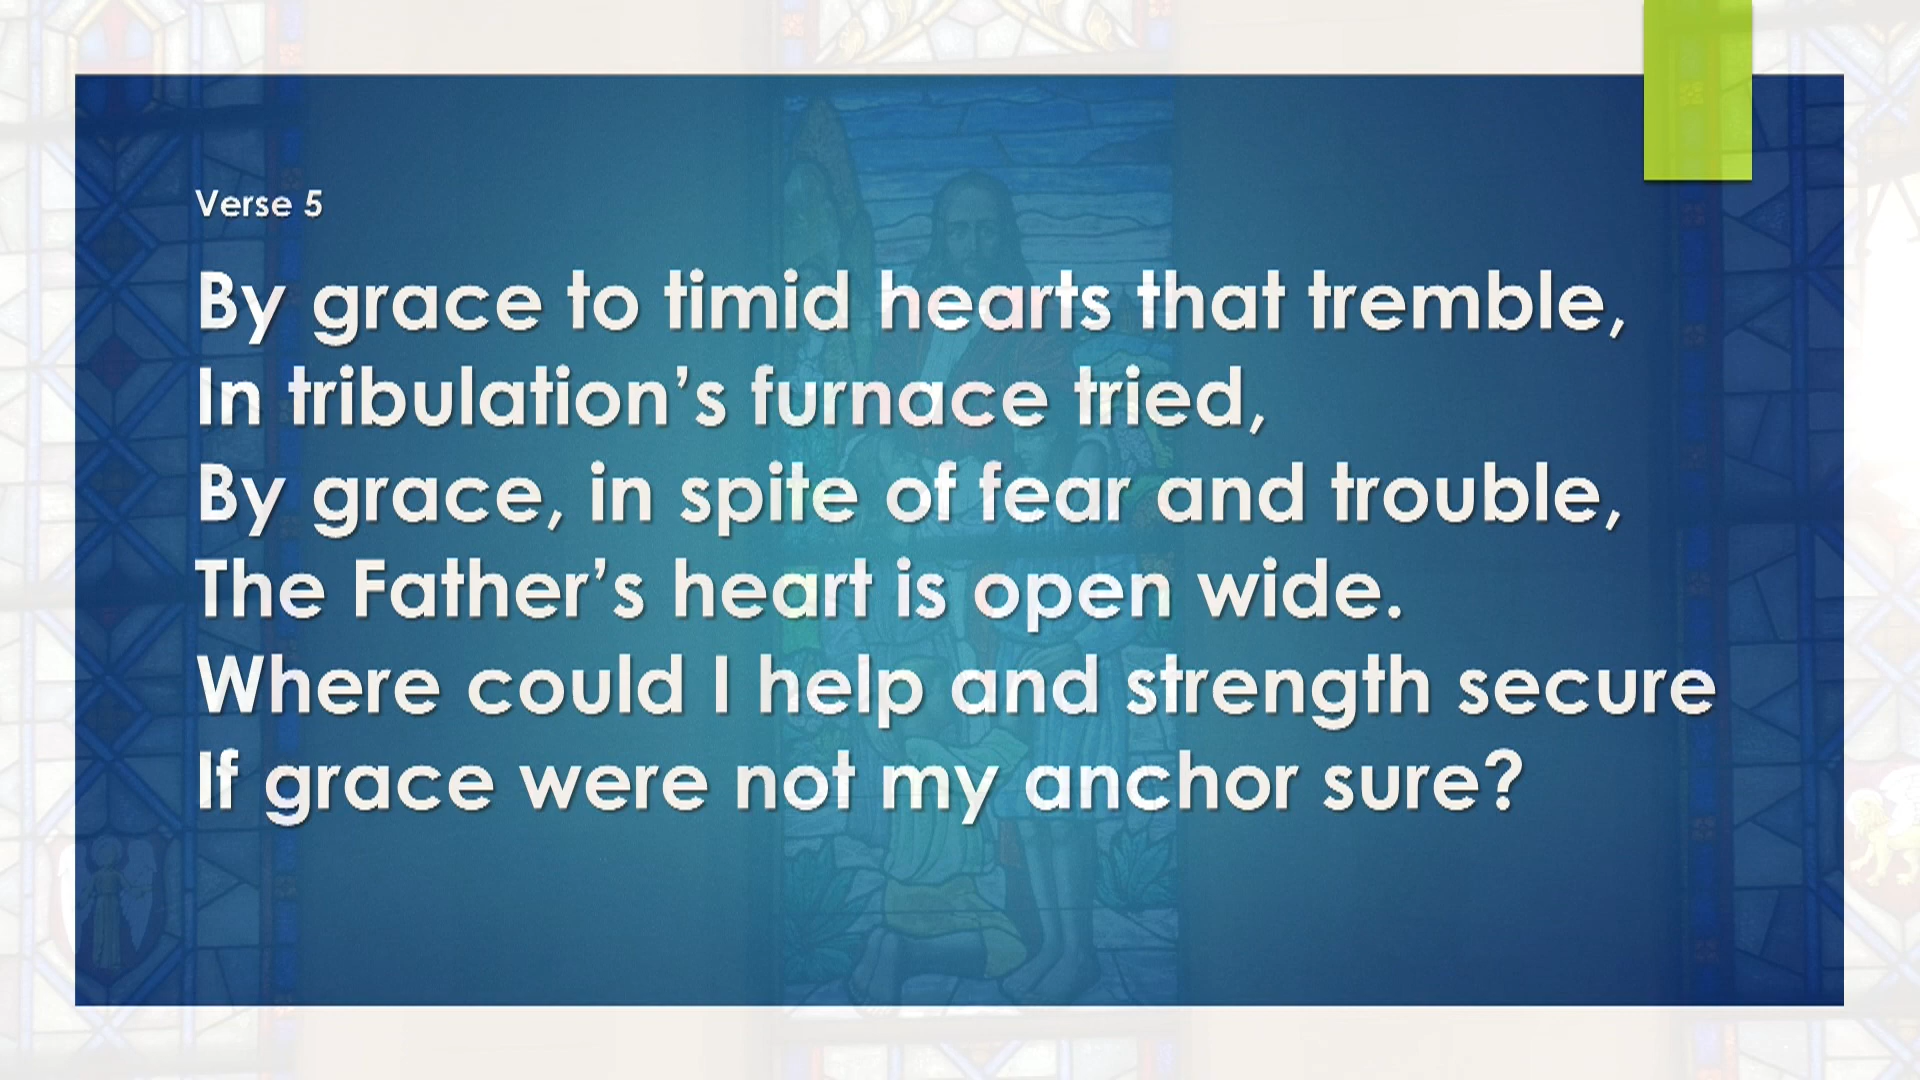 Verse 5
By grace to timid hearts that tremble,
In tribulation’s furnace tried,
By grace, in spite of fear and trouble,
The Father’s heart is open wide.
Where could I help and strength secure
If grace were not my anchor sure?